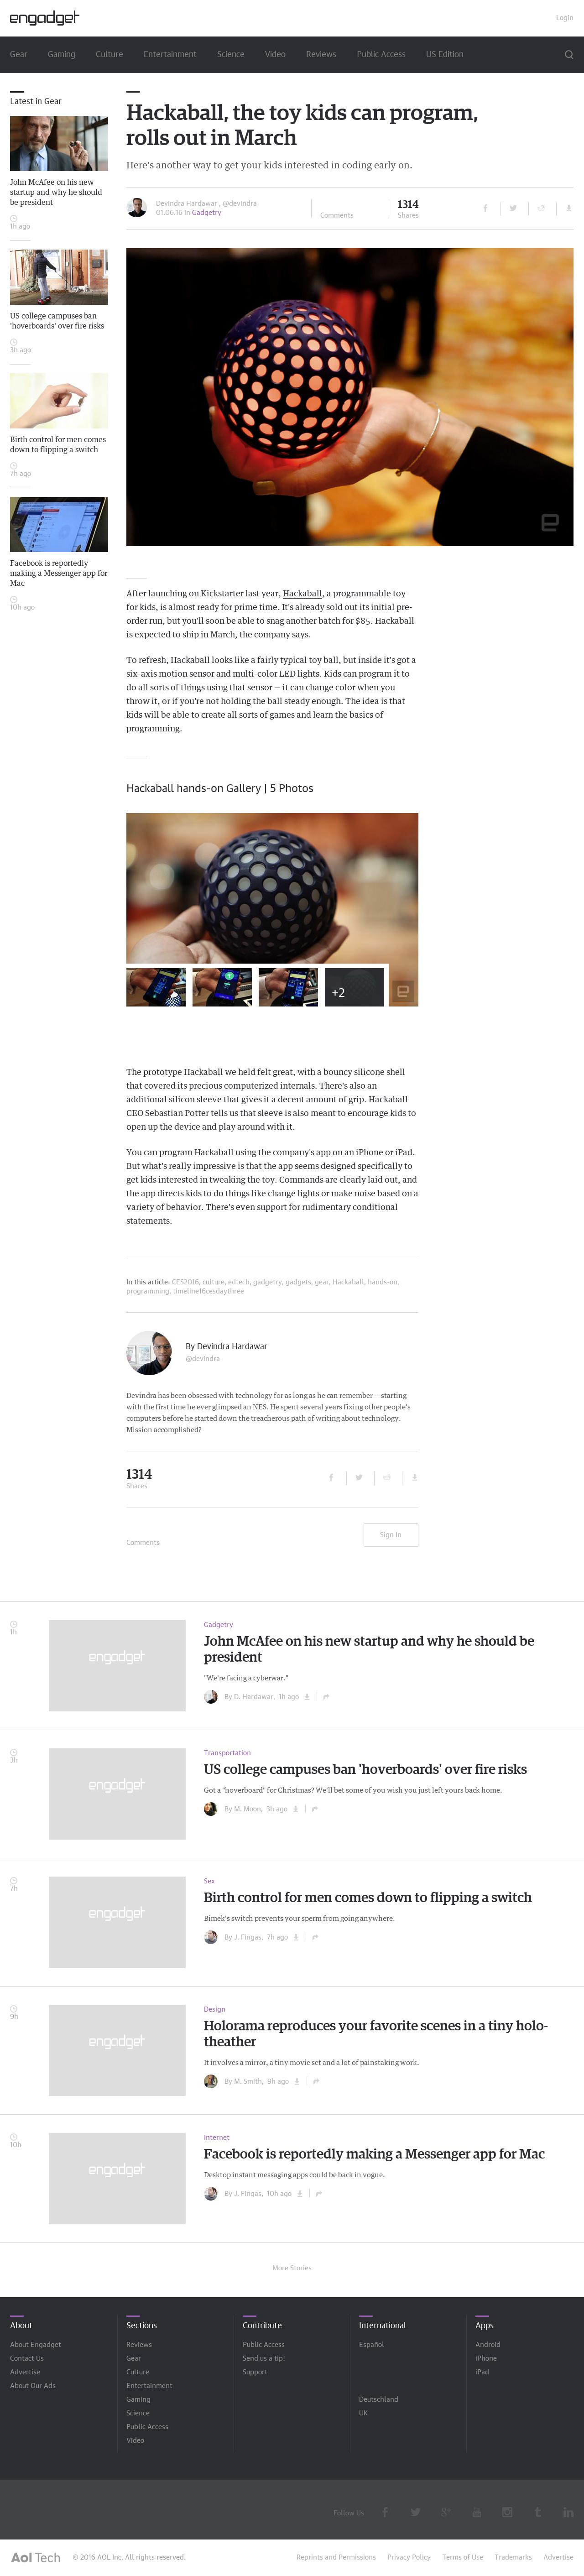 engadget
Login
Gear Gaming Culture Entertainment Science Video Reviews Public Access US Edition
Latest in Gear
John McAfee on his new
startup and why he should
be president
1h ago
US college campuses ban
'hoverboards' over fire risks
3h ago
Birth control for men comes
down to flipping a switch
7h ago
Facebook is reportedly
making a Messenger app for
Mac
10h ago
Hackaball, the toy kids can program,
rolls out in March
Here's another way to get your kids interested in coding early on.
Devindra Hardawar , @devindra
01.06.16 in Gadgetry
Comments
1314
Shares
After launching on Kickstarter last year, Hackaball, a programmable toy
for kids, is almost ready for prime time. It's already sold out its initial pre-
order run, but you'll soon be able to snag another batch for $85. Hackaball
is expected to ship in March, the company says.
To refresh, Hackaball looks like a fairly typical toy ball, but inside it's got a
six-axis motion sensor and multi-color LED lights. Kids can program it to
do all sorts of things using that sensor — it can change color when you
throw it, or if you're not holding the ball steady enough. The idea is that
kids will be able to create all sorts of games and learn the basics of
programming.
Hackaball hands-on Gallery | 5 Photos
+2
The prototype Hackaball we held felt great, with a bouncy silicone shell
that covered its precious computerized internals. There's also an
additional silicone sleeve that gives it a decent amount of grip. Hackaball
CEO Sebastian Potter tells us that sleeve is also meant to encourage kids to
open up the device and play around with it.
You can program Hackaball using the company's app on an iPhone or iPad.
But what's really impressive is that the app seems designed specifically to
get kids interested in tweaking the toy. Commands are clearly laid out, and
the app directs kids to do things like change lights or make noise based on a
variety of behavior. There's even support for rudimentary conditional
statements.
In this article: CES2016, culture, edtech, gadgetry, gadgets, gear, Hackaball, hands-on,
programming, timeline16cesdaythree
By Devindra Hardawar
@devindra
Devindra has been obsessed with technology for as long as he can remember -- starting
with the first time he ever glimpsed an NES. He spent several years fixing other people's
computers before he started down the treacherous path of writing about technology.
Mission accomplished?
1314
Shares
Comments
Sign In
1h
engadget
Gadgetry
John McAfee on his new startup and why he should be
president
"We're facing a cyberwar."
By D. Hardawar, 1h ago
3h
engadget
Transportation
US college campuses ban 'hoverboards' over fire risks
Got a "hoverboard" for Christmas? We'll bet some of you wish you just left yours back home.
By M. Moon, 3h ago
7h
engadget
Sex
Birth control for men comes down to flipping a switch
Bimek's switch prevents your sperm from going anywhere.
By J. Fingas, 7h ago
9h
engadget
Design
Holorama reproduces your favorite scenes in a tiny holo-
theather
It involves a mirror, a tiny movie set and a lot of painstaking work.
By M. Smith, 9h ago
10h
engadget
Internet
Facebook is reportedly making a Messenger app for Mac
Desktop instant messaging apps could be back in vogue.
By J. Fingas, 10h ago
More Stories
About
About Engadget
Contact Us
Advertise
About Our Ads
Sections
Reviews
Gear
Culture
Entertainment
Gaming
Science
Public Access
Video
Contribute
Public Access
Send us a tip!
Support
International
Español
Deutschland
UK
Apps
Android
iPhone
iPad
Follow Us
Aol Tech © 2016 AOL Inc. All rights reserved.
Reprints and Permissions Privacy Policy Terms of Use Trademarks Advertise